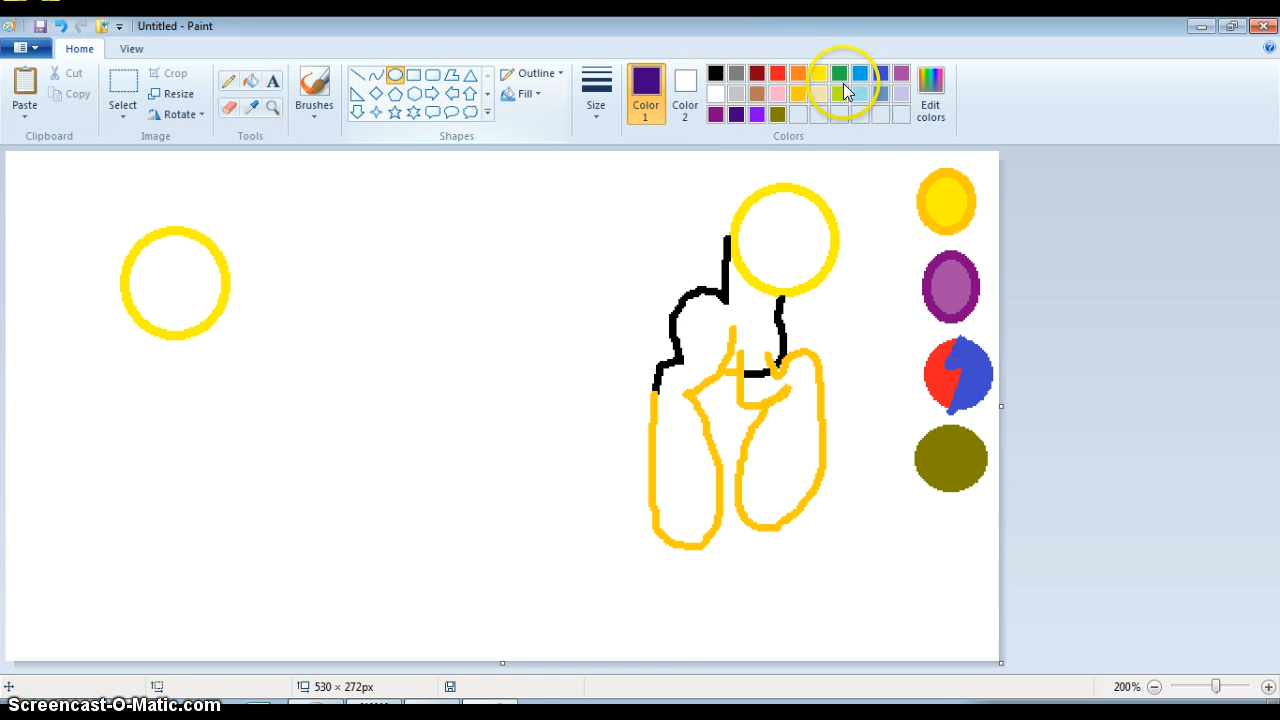 Untitled - Paint
Home View
Paste
Cut
Copy
Select
Crop
Resize
Rotate
A
Brushes
Outline
Fill
Size
Color 1
Color 2
Edit colors
Clipboard Image Tools Shapes Colors
530 × 272px 200%
Screencast-O-Matic.com